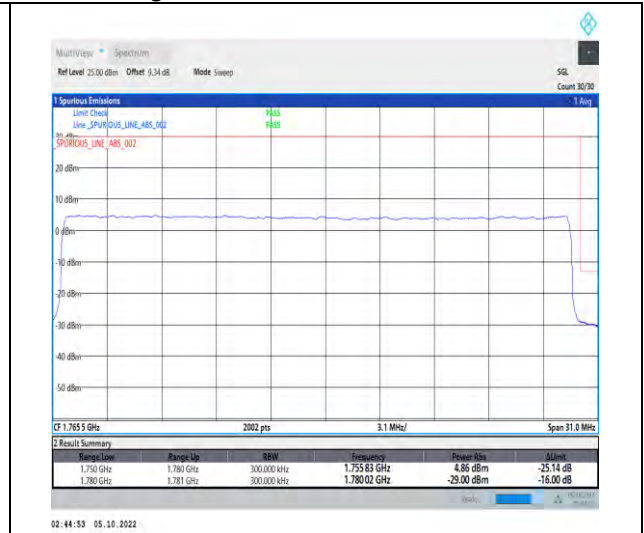 MultiView Spectrum
Ref Level 25.00 dBm Offset 9.34 dB Mode Sweep SGL
Count 30/30
1 Spurious Emissions 1 Avg
Limit Check PASS
Line _SPURIOUS_LINE_ABS_002 PASS
30 dBm
_SPURIOUS_LINE_ABS_002
20 dBm
10 dBm
0 dBm
-10 dBm
-20 dBm
-30 dBm
-40 dBm
-50 dBm
CF 1.765 5 GHz 2002 pts 3.1 MHz/ Span 31.0 MHz
2 Result Summary
Range Low Range Up RBW Frequency Power Abs ΔLimit
1.750 GHz 1.780 GHz 300.000 kHz 1.755 83 GHz 4.86 dBm -25.14 dB
1.780 GHz 1.781 GHz 300.000 kHz 1.780 02 GHz -29.00 dBm -16.00 dB
Ready
02:44:53 05.10.2022